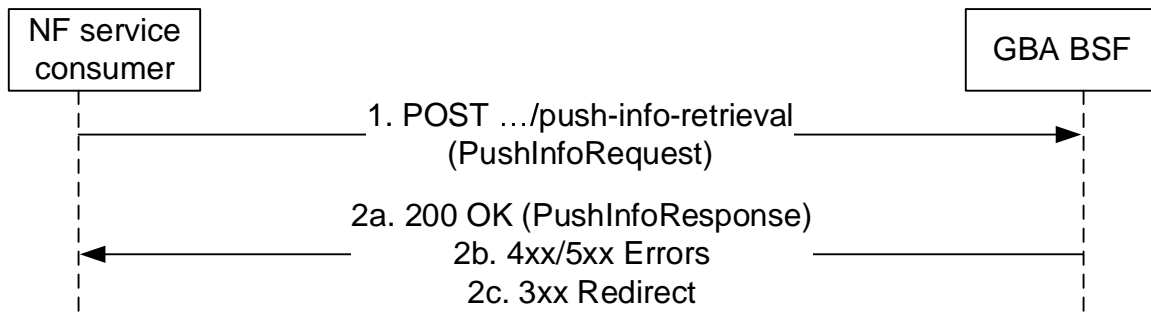 NF service
consumer
GBA BSF
1. POST …/push-info-retrieval
(PushInfoRequest)
2a. 200 OK (PushInfoResponse)
2b. 4xx/5xx Errors
2c. 3xx Redirect